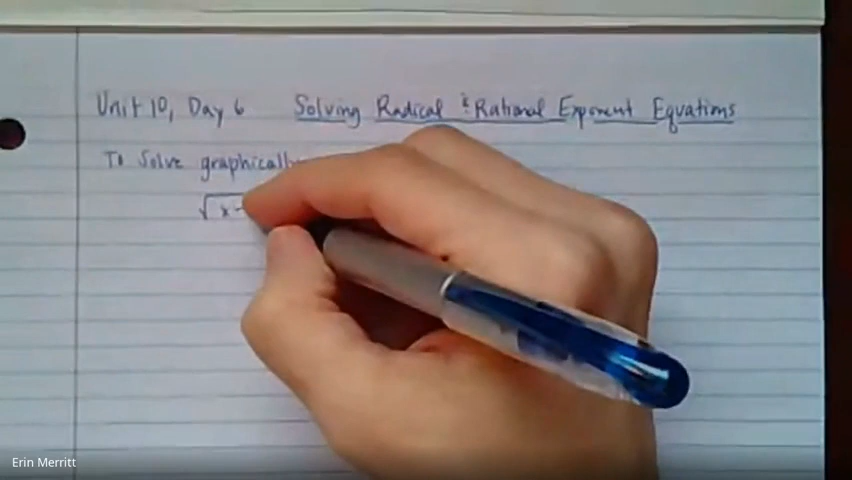 Unit 10, Day 6 Solving Radical & Rational Exponent Equations
To solve graphically
√x-
Erin Merritt